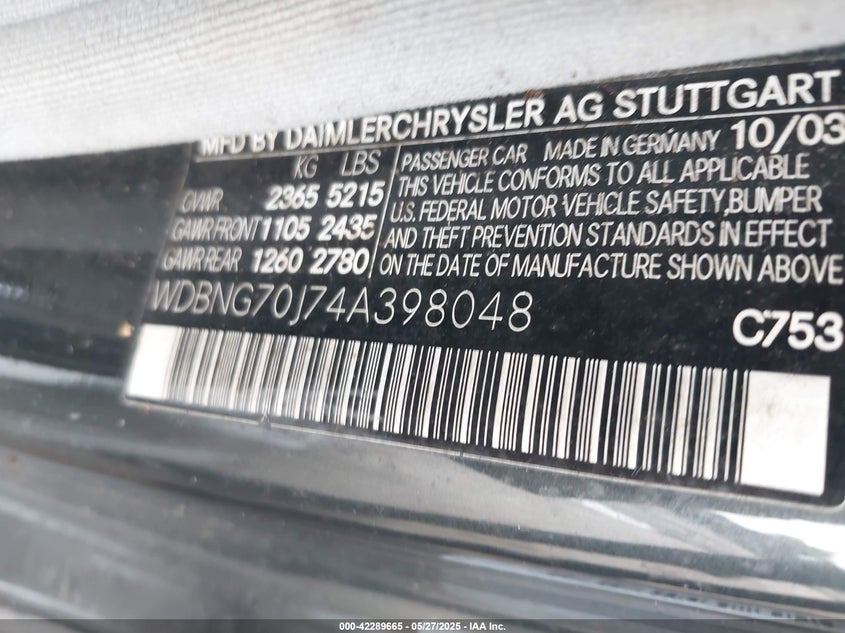 MFD BY DAIMLERCHRYSLER AG STUTTGART
KG LBS
GVWR 2365 5215
GAWR FRONT 1105 2435
GAWR REAR 1260 2780
PASSENGER CAR MADE IN GERMANY 10/03
THIS VEHICLE CONFORMS TO ALL APPLICABLE
U.S. FEDERAL MOTOR VEHICLE SAFETY, BUMPER
AND THEFT PREVENTION STANDARDS IN EFFECT
ON THE DATE OF MANUFACTURE SHOWN ABOVE
WDBNG70J74A398048
C753
000-42289665 - 05/27/2025 - IAA, Inc.